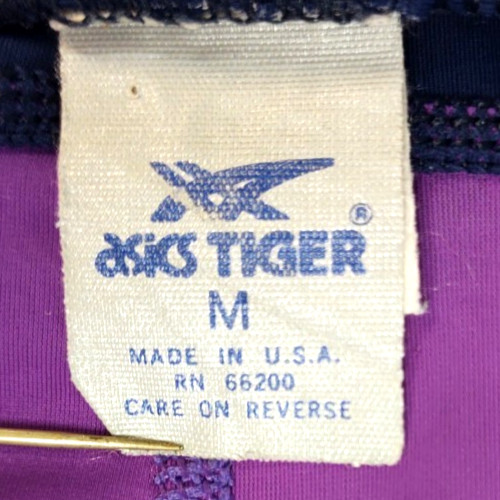 asics TIGER ®
M
MADE IN U.S.A.
RN 66200
CARE ON REVERSE